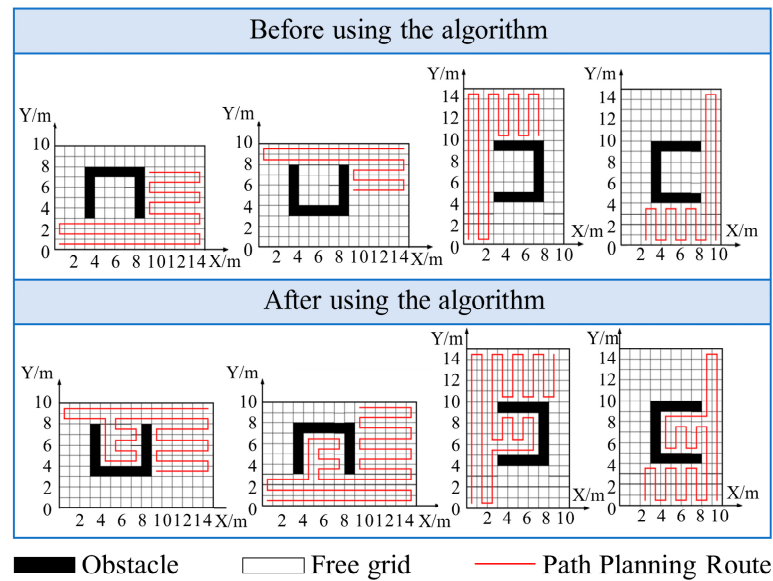 Before using the algorithm
Y/m
10
8
6
4
2
0
2 4 6 8 10 12 14 X/m
Y/m
10
8
6
4
2
0
2 4 6 8 10 12 14 X/m
Y/m
14
12
10
8
6
4
2
0
2 4 6 8 10
X/m
Y/m
14
12
10
8
6
4
2
0
2 4 6 8 10
X/m
After using the algorithm
Y/m
10
8
6
4
2
0
2 4 6 8 10 12 14 X/m
Y/m
10
8
6
4
2
0
2 4 6 8 10 12 14 X/m
Y/m
14
12
10
8
6
4
2
0
2 4 6 8 10
X/m
Y/m
14
12
10
8
6
4
2
0
2 4 6 8 10
X/m
Obstacle Free grid Path Planning Route